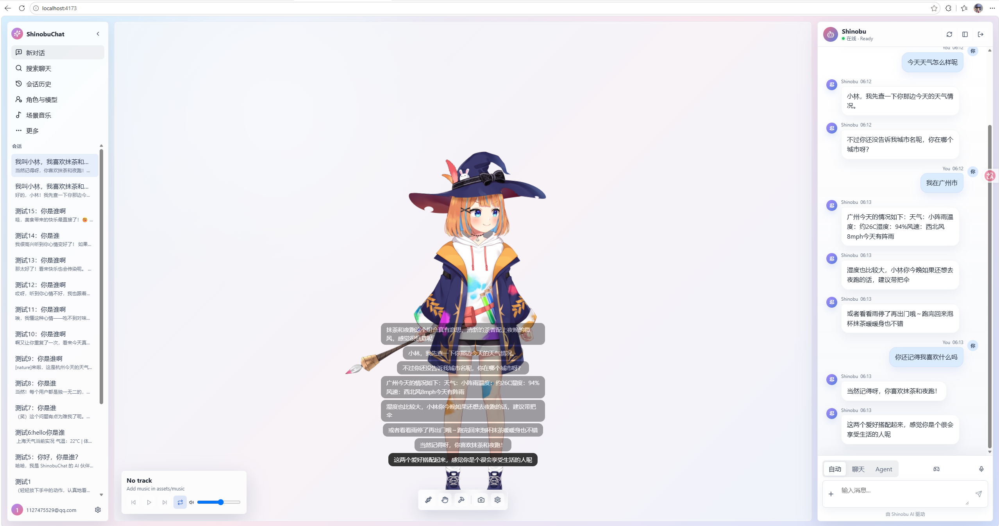 localhost:4173
ShinobuChat
新对话
搜索聊天
会话历史
角色与模型
场景音乐
更多
会话
我叫小林，我喜欢抹茶和...
当然记得呀，你喜欢抹茶和夜跑！...
我叫小林，我喜欢抹茶和...
好的，小林！我先查一下你那边今...
测试15：你是谁啊
哇，美食带来的快乐最直接了！🥰 ...
测试14：你是谁
我很高兴听到你心情变好了！ 如果...
测试13：你是谁啊
那太好了！看来快乐也会传染呢。 ...
测试12：你是谁啊
哎呀，听到你心情不好，我也跟着...
测试11：你是谁啊
唉，我懂这种心情——吃不到对味...
测试10：你是谁啊
啊又让你重复了一次，看来今天真...
测试9：你是谁啊
[nature]来啦，这是杭州今天的天气...
测试8：你是谁
当然！每个用户都是独一无二的，...
测试7：你是谁
（笑）这个问题有点为难我了呢。...
测试6:hello你是谁
上海天气当前实况 气温：22°C | 体...
测试5：你好，你是谁？
哈哈，我是 ShinobuChat 的 AI 伙伴...
测试1
（轻轻放下手中的动作，认真地看...
1
1127475529@qq.com
抹茶和夜跑这个组合真有意思，清新的茶香配上夜晚的微
风，感觉很惬意呢
小林，我先查一下你那边今天的天气情况。
不过你还没告诉我城市名呢，你在哪个城市呀？
广州今天的情况如下：天气：小阵雨温度：约26C湿度：94%
风速：西北风8mph今天有阵雨
湿度也比较大，小林你今晚如果还想去夜跑的话，建议带把
伞
或者看看雨停了再出门哦～跑完回来泡杯抹茶暖暖身也不错
当然记得呀，你喜欢抹茶和夜跑！
这两个爱好搭配起来，感觉你是个很会享受生活的人呢
No track
Add music in assets/music
Shinobu
在线 · Ready
You 06:12
你
今天天气怎么样呢
忍
Shinobu 06:12
小林，我先查一下你那边今天的天气情
况。
忍
Shinobu 06:12
不过你还没告诉我城市名呢，你在哪个
城市呀？
You 06:12
你
我在广州市
忍
Shinobu 06:13
广州今天的情况如下：天气：小阵雨温
度：约26C湿度：94%风速：西北风
8mph今天有阵雨
忍
Shinobu 06:13
湿度也比较大，小林你今晚如果还想去
夜跑的话，建议带把伞
忍
Shinobu 06:13
或者看看雨停了再出门哦～跑完回来泡
杯抹茶暖暖身也不错
You 06:13
你
你还记得我喜欢什么吗
忍
Shinobu 06:13
当然记得呀，你喜欢抹茶和夜跑！
忍
Shinobu 06:13
这两个爱好搭配起来，感觉你是个很会
享受生活的人呢
自动
聊天
Agent
输入消息...
由 Shinobu AI 驱动